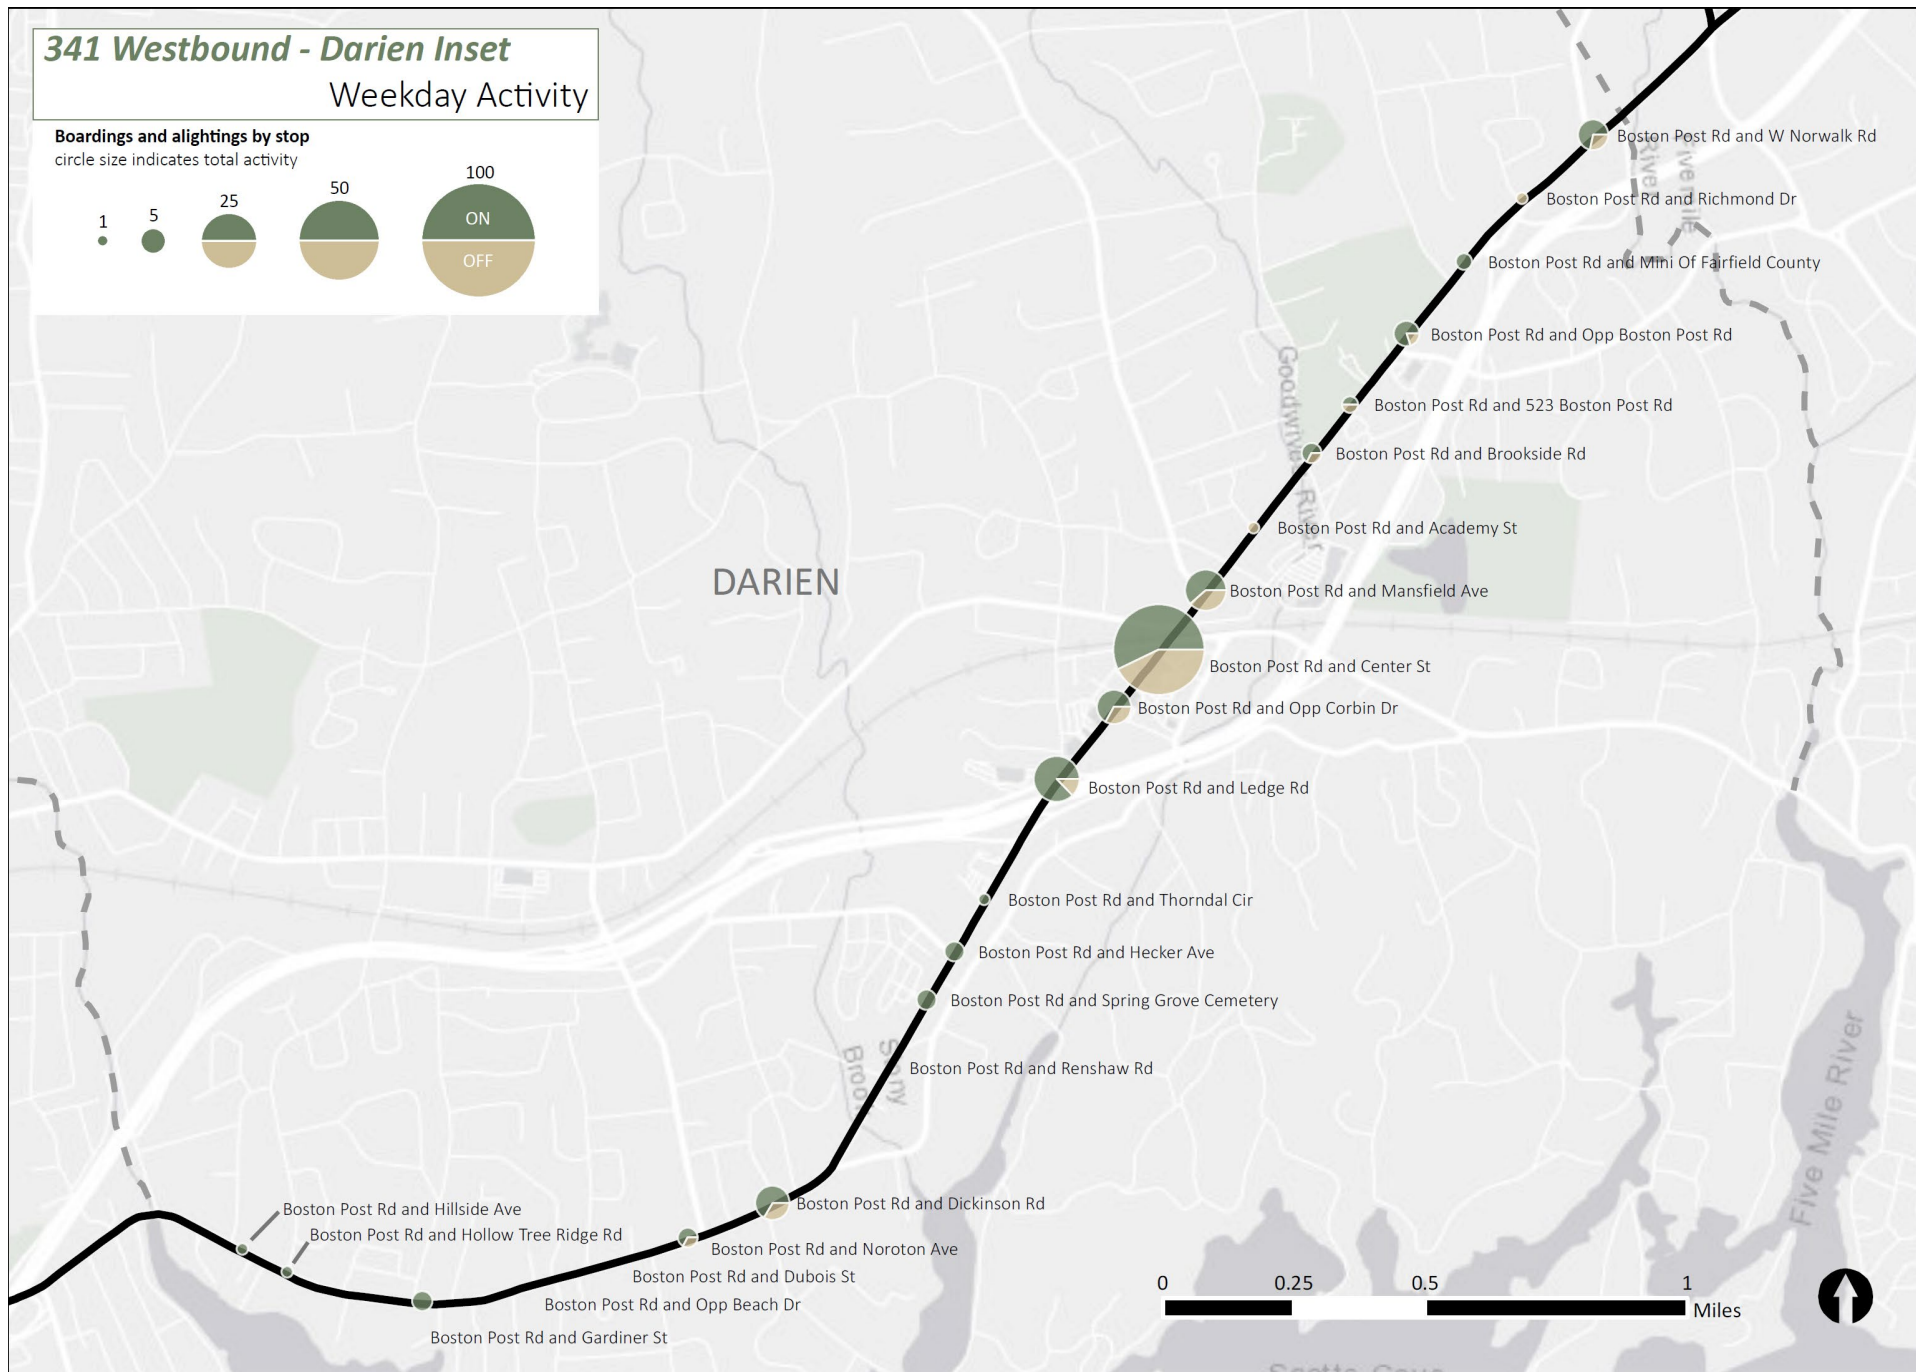 341 Westbound - Darien Inset
Weekday Activity
Boardings and alightings by stop
circle size indicates total activity
1
5
25
50
100
ON
OFF
Boston Post Rd and W Norwalk Rd
Fivemile
River
Boston Post Rd and Richmond Dr
Boston Post Rd and Mini Of Fairfield County
Boston Post Rd and Opp Boston Post Rd
Boston Post Rd and 523 Boston Post Rd
Goodwives
River
Boston Post Rd and Brookside Rd
Boston Post Rd and Academy St
DARIEN
Boston Post Rd and Mansfield Ave
Boston Post Rd and Center St
Boston Post Rd and Opp Corbin Dr
Boston Post Rd and Ledge Rd
Boston Post Rd and Thorndal Cir
Boston Post Rd and Hecker Ave
Boston Post Rd and Spring Grove Cemetery
Stony
Brook
Boston Post Rd and Renshaw Rd
Five Mile River
Boston Post Rd and Dickinson Rd
Boston Post Rd and Hillside Ave
Boston Post Rd and Hollow Tree Ridge Rd
Boston Post Rd and Noroton Ave
Boston Post Rd and Dubois St
Boston Post Rd and Opp Beach Dr
Boston Post Rd and Gardiner St
0
0.25
0.5
1
Miles